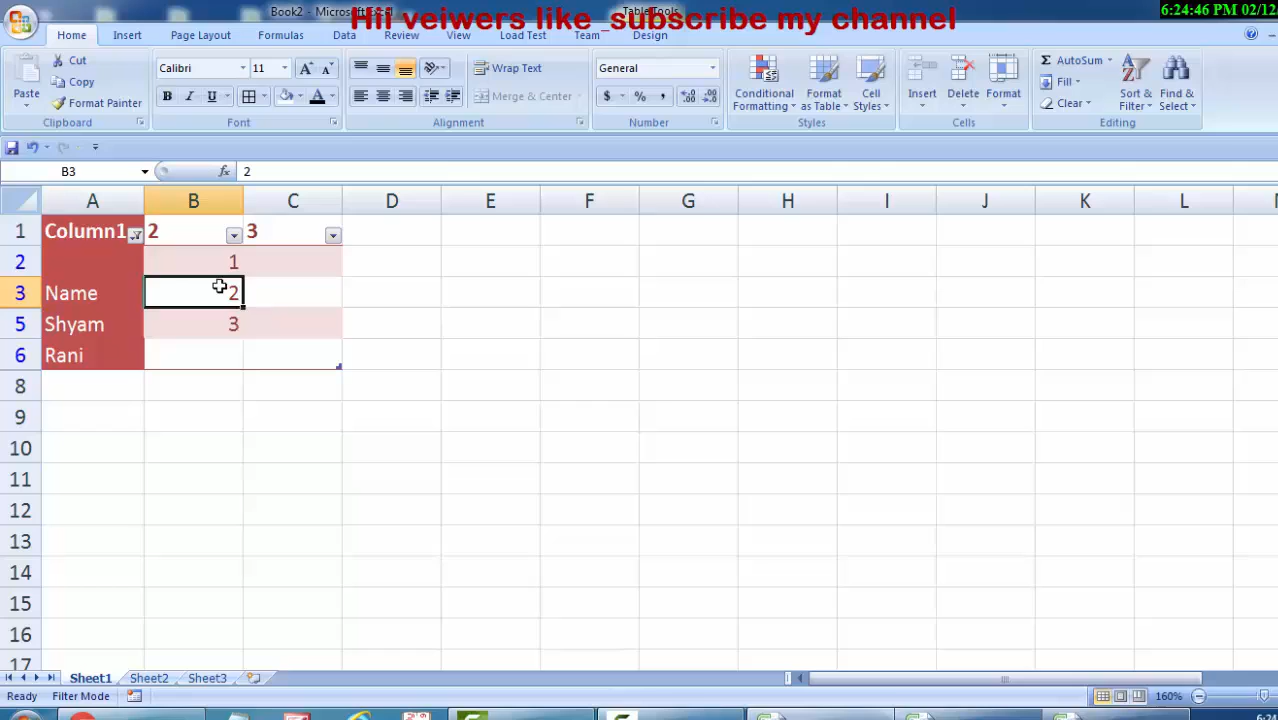 Book2 - Microsoft Excel
Hii veiwers like _subscribe my channel
6:24:46 PM 02/12
Home Insert Page Layout Formulas Data Review View Load Test Team Design
Cut Calibri 11 Wrap Text General AutoSum
Copy Fill
Paste Format Painter Merge & Center $ % , Conditional Formatting Format as Table Cell Styles Insert Delete Format Clear Sort & Filter Find & Select
Clipboard Font Alignment Number Styles Cells Editing
B3 fx 2
A B C D E F G H I J K L
1 Column1 2 3
2 1
3 Name 2
5 Shyam 3
6 Rani
8
9
10
11
12
13
14
15
16
17
Sheet1 Sheet2 Sheet3
Ready Filter Mode 160%